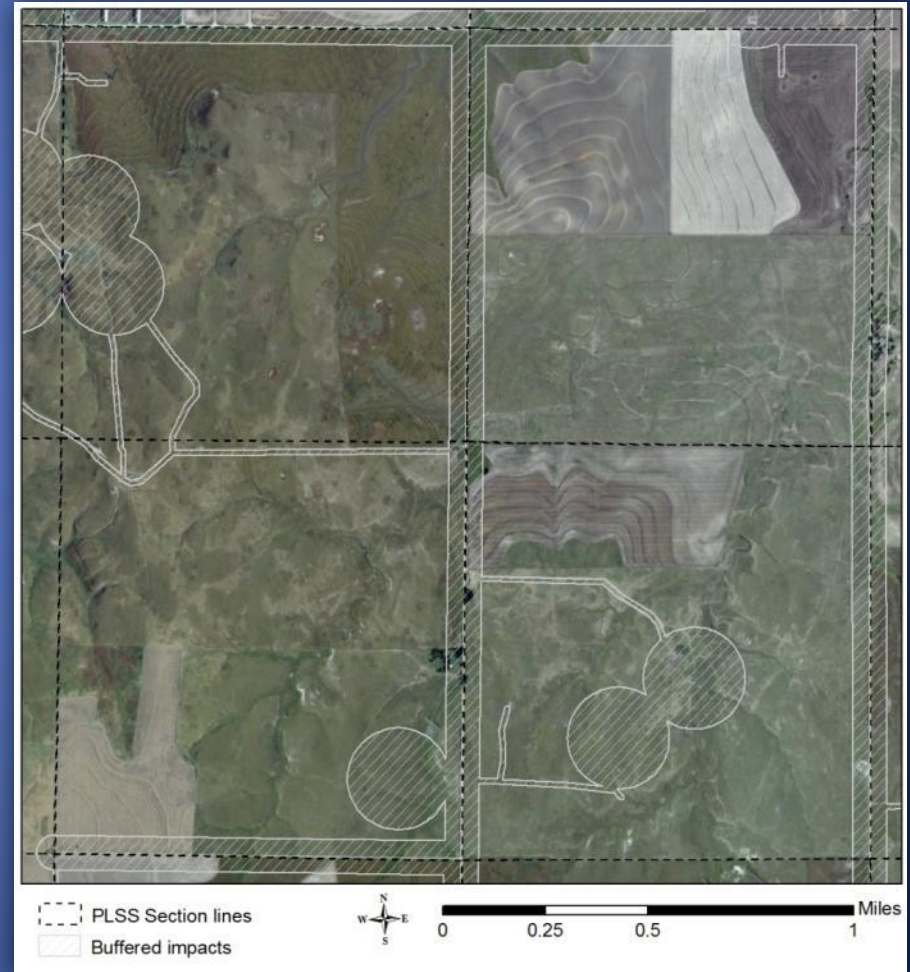 PLSS Section lines
Buffered impacts
N
W E
S
Miles
0 0.25 0.5 1